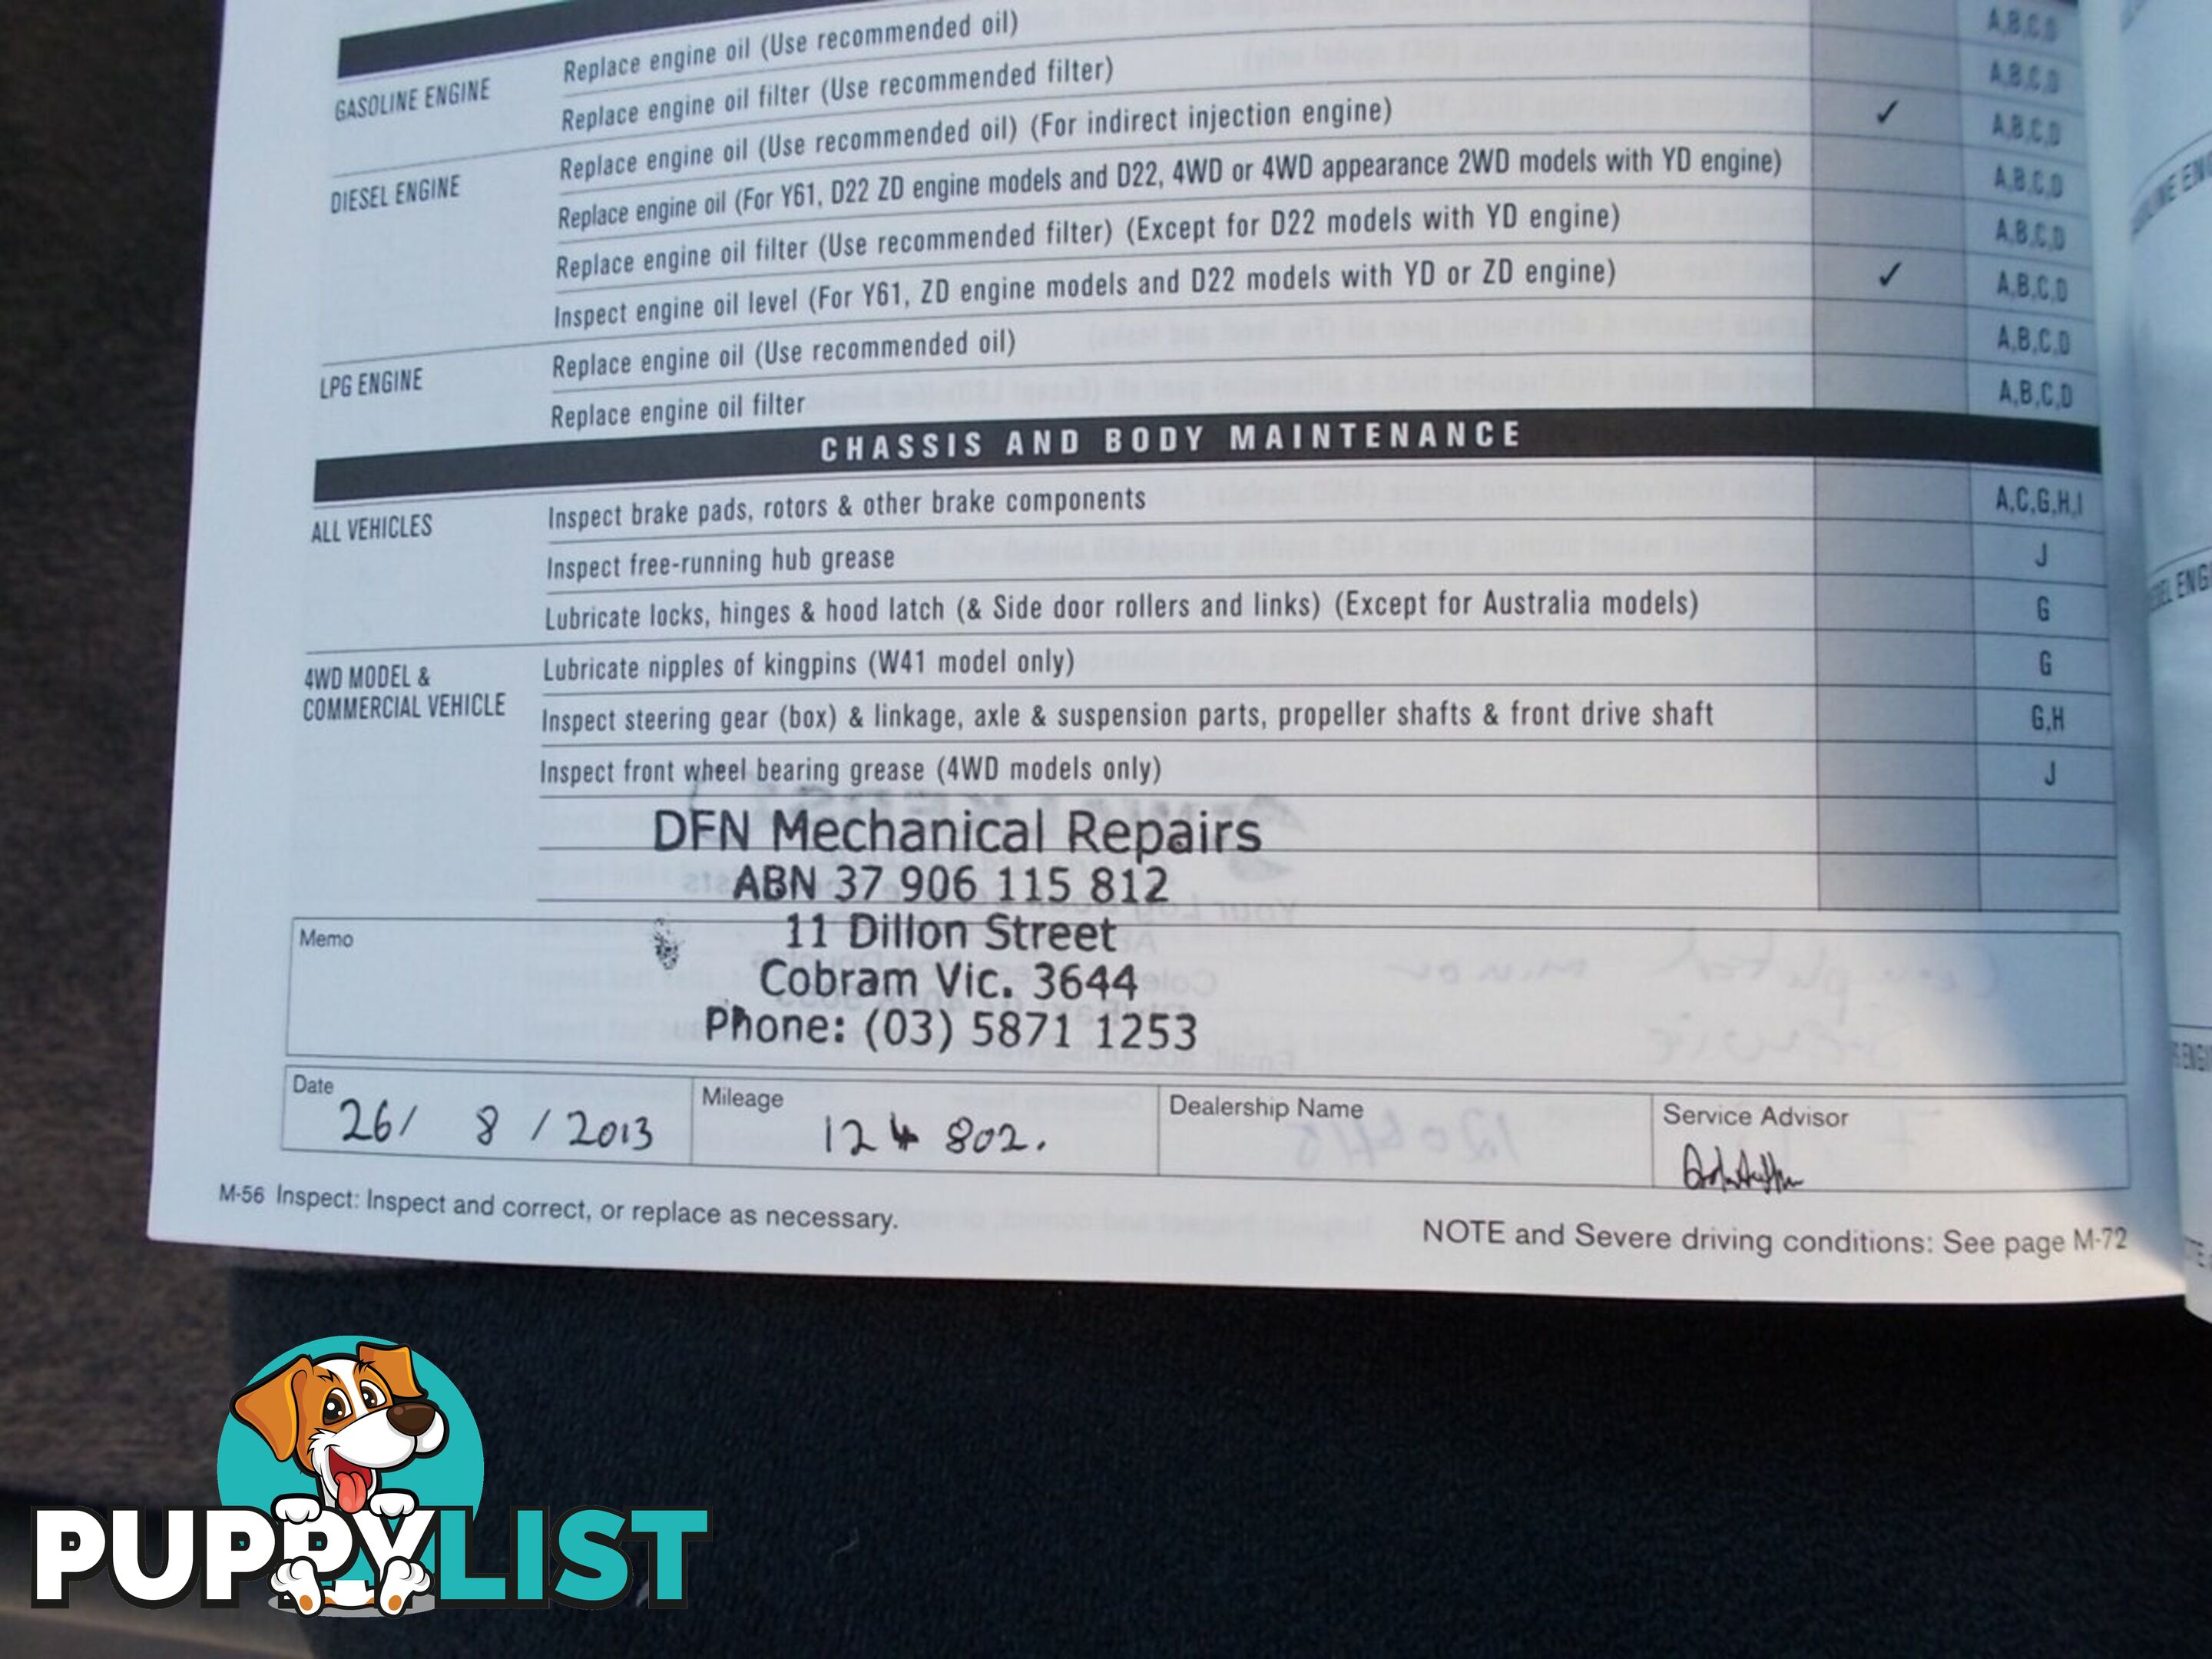 GASOLINE ENGINE
Replace engine oil (Use recommended oil) A,B,C,D
Replace engine oil filter (Use recommended filter) A,B,C,D
DIESEL ENGINE
Replace engine oil (Use recommended oil) (For indirect injection engine) ✓ A,B,C,D
Replace engine oil (For Y61, D22 ZD engine models and D22, 4WD or 4WD appearance 2WD models with YD engine) A,B,C,D
Replace engine oil filter (Use recommended filter) (Except for D22 models with YD engine) A,B,C,D
Inspect engine oil level (For Y61, ZD engine models and D22 models with YD or ZD engine) ✓ A,B,C,D
LPG ENGINE
Replace engine oil (Use recommended oil) A,B,C,D
Replace engine oil filter A,B,C,D
CHASSIS AND BODY MAINTENANCE
ALL VEHICLES
Inspect brake pads, rotors & other brake components A,C,G,H,I
Inspect free-running hub grease J
Lubricate locks, hinges & hood latch (& Side door rollers and links) (Except for Australia models) G
4WD MODEL &
COMMERCIAL VEHICLE
Lubricate nipples of kingpins (W41 model only) G
Inspect steering gear (box) & linkage, axle & suspension parts, propeller shafts & front drive shaft G,H
Inspect front wheel bearing grease (4WD models only) J
DFN Mechanical Repairs
ABN 37 906 115 812
11 Dillon Street
Cobram Vic. 3644
Phone: (03) 5871 1253
Memo
Date 26/ 8 / 2013
Mileage 124 802.
Dealership Name
Service Advisor
M-56 Inspect: Inspect and correct, or replace as necessary.
NOTE and Severe driving conditions: See page M-72
PUPPYLIST